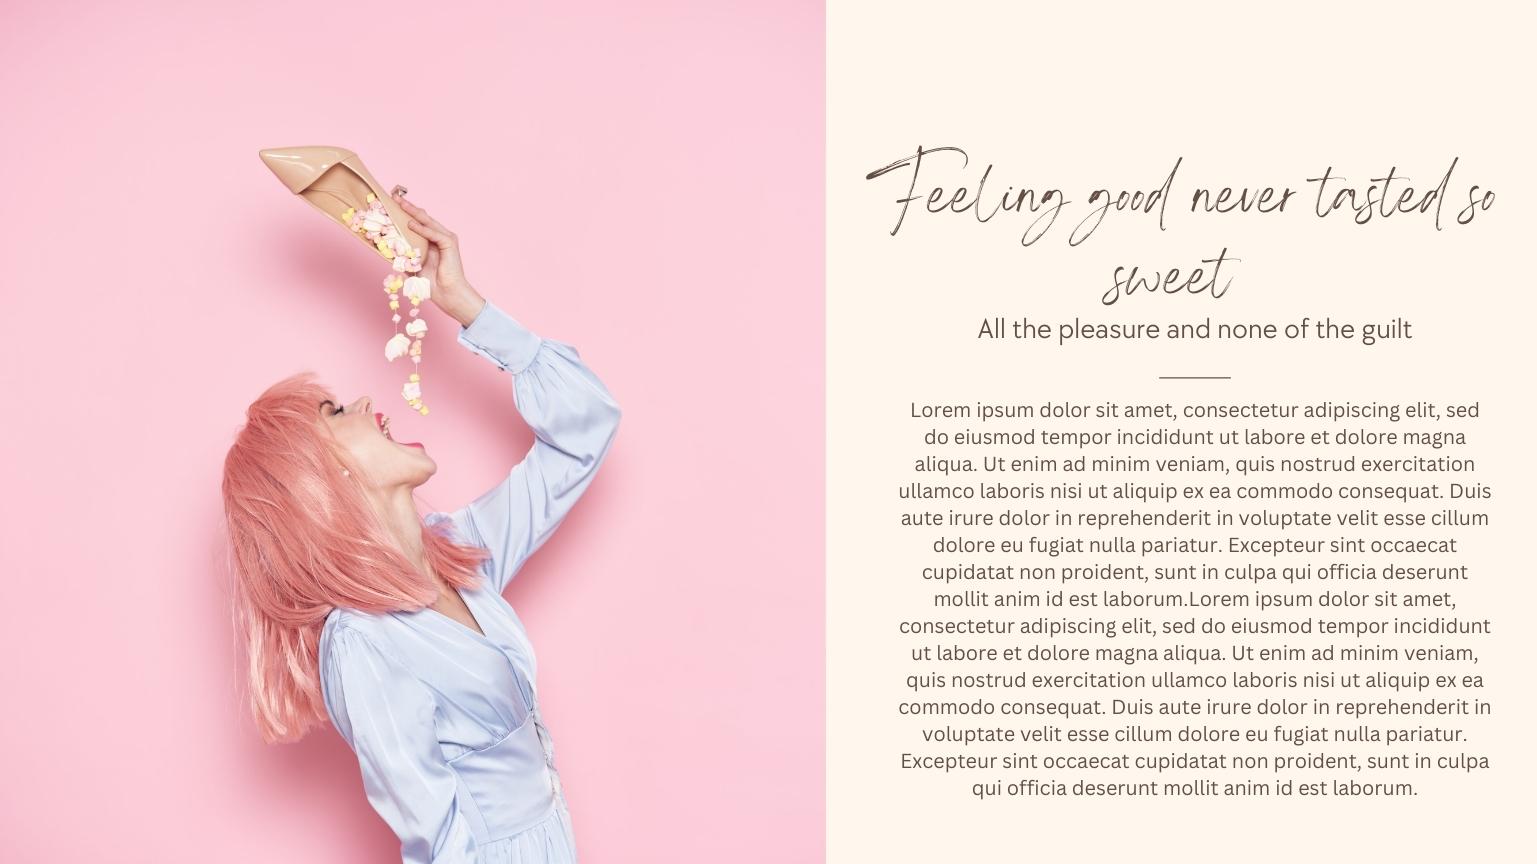 Feeling good never tasted so
sweet
All the pleasure and none of the guilt
Lorem ipsum dolor sit amet, consectetur adipiscing elit, sed
do eiusmod tempor incididunt ut labore et dolore magna
aliqua. Ut enim ad minim veniam, quis nostrud exercitation
ullamco laboris nisi ut aliquip ex ea commodo consequat. Duis
aute irure dolor in reprehenderit in voluptate velit esse cillum
dolore eu fugiat nulla pariatur. Excepteur sint occaecat
cupidatat non proident, sunt in culpa qui officia deserunt
mollit anim id est laborum.Lorem ipsum dolor sit amet,
consectetur adipiscing elit, sed do eiusmod tempor incididunt
ut labore et dolore magna aliqua. Ut enim ad minim veniam,
quis nostrud exercitation ullamco laboris nisi ut aliquip ex ea
commodo consequat. Duis aute irure dolor in reprehenderit in
voluptate velit esse cillum dolore eu fugiat nulla pariatur.
Excepteur sint occaecat cupidatat non proident, sunt in culpa
qui officia deserunt mollit anim id est laborum.